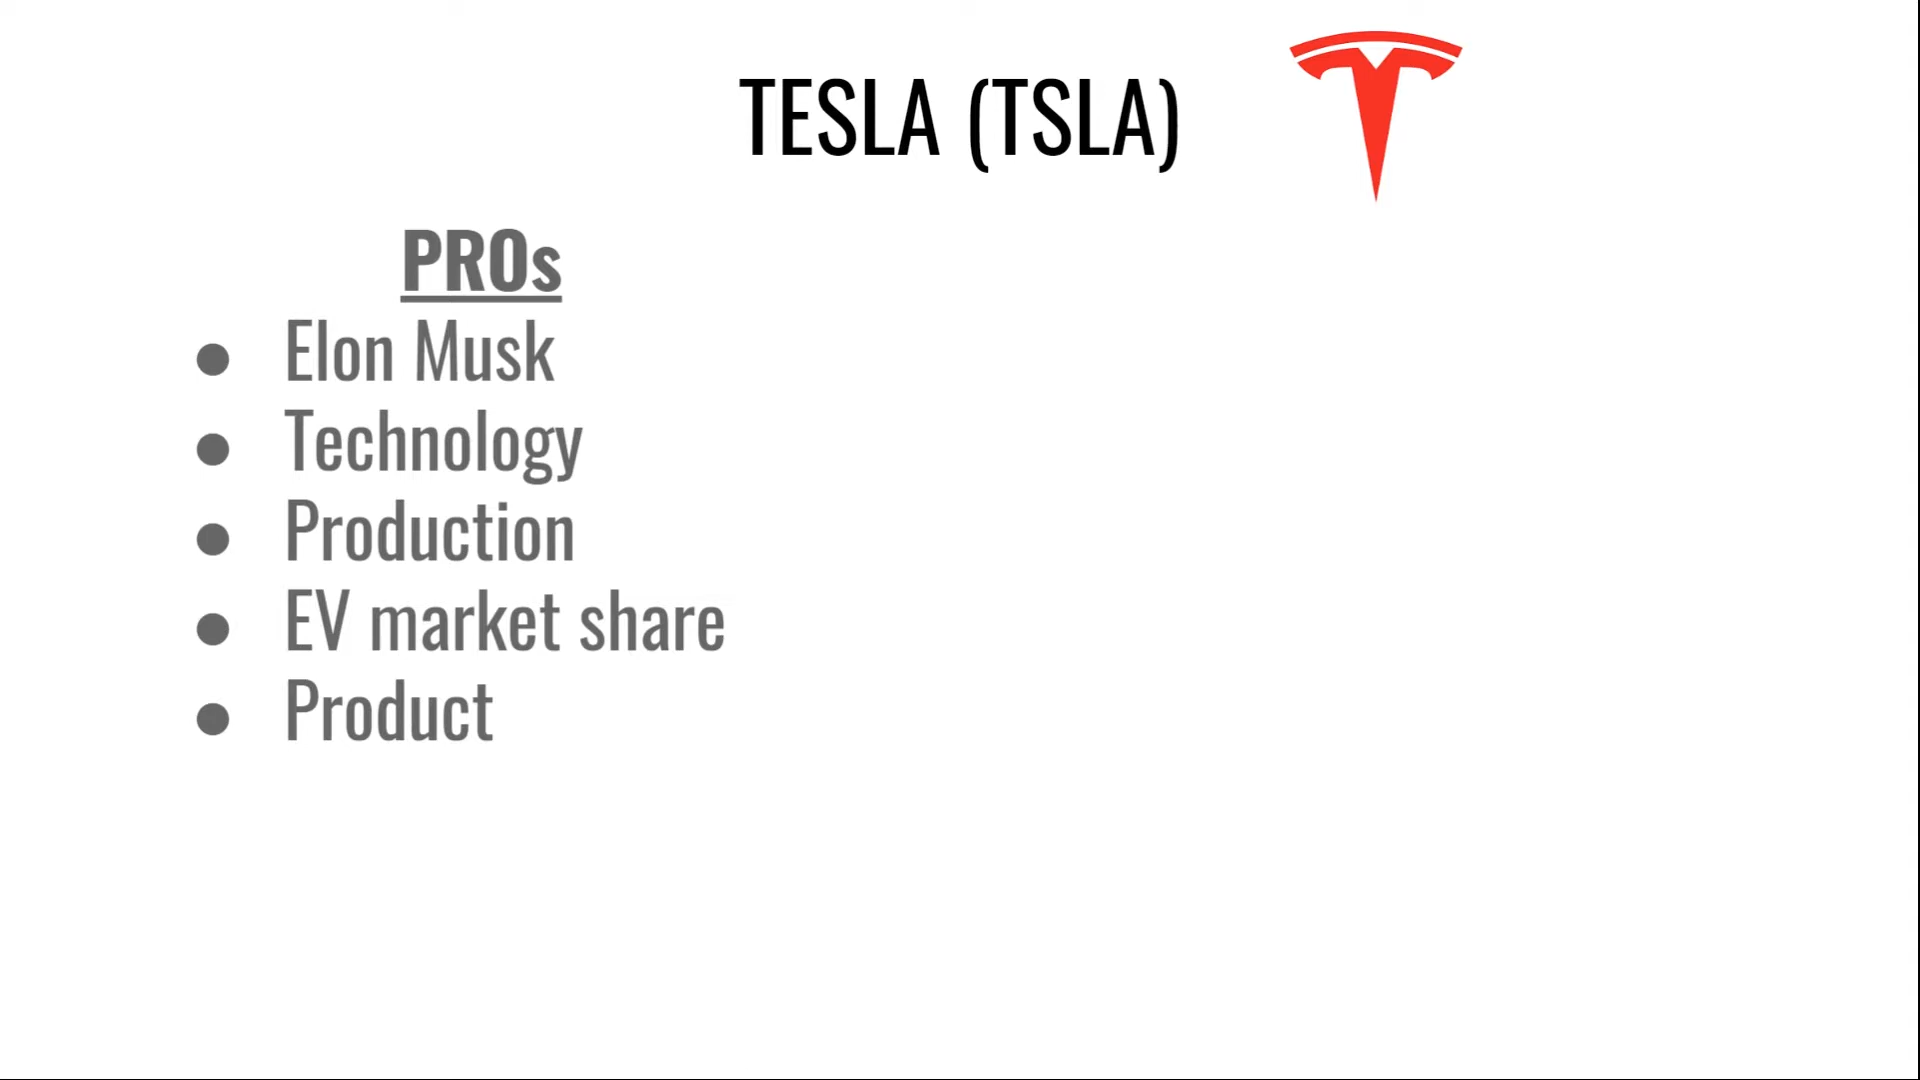 TESLA (TSLA)
PROs
● Elon Musk
● Technology
● Production
● EV market share
● Product